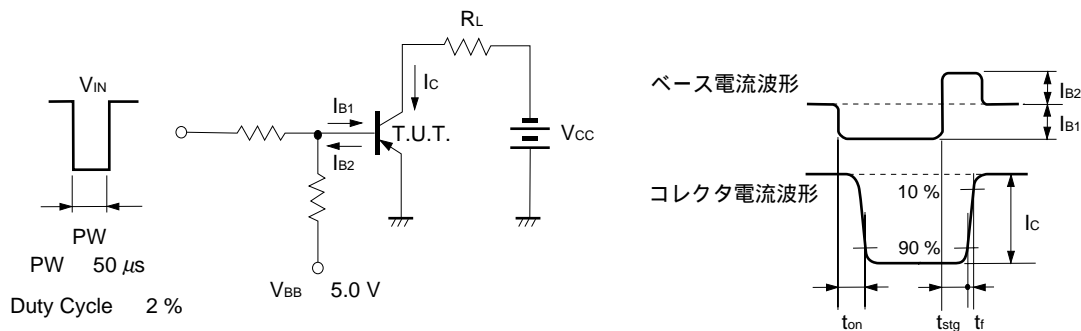 VIN
PW
PW 50 μs
Duty Cycle 2 %
IB1
IB2
VBB 5.0 V
T.U.T.
IC
RL
VCC
ベース電流波形
IB2
IB1
コレクタ電流波形
10 %
90 %
IC
ton
tstg
tf